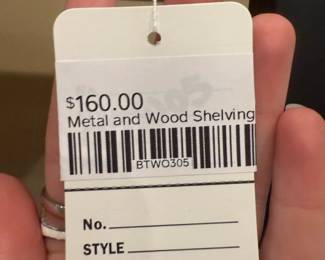 $160.00
Metal and Wood Shelving
BTWO305
No.
STYLE